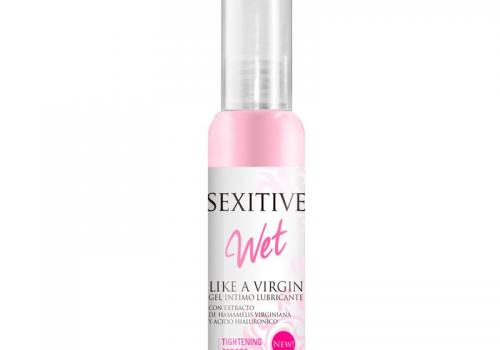 SEXITIVE
Wet
LIKE A VIRGIN
GEL INTIMO LUBRICANTE
CON EXTRACTO
DE HAMAMELIS VIRGINIANA
Y ACIDO HIALURONICO
TIGHTENING
NEW!